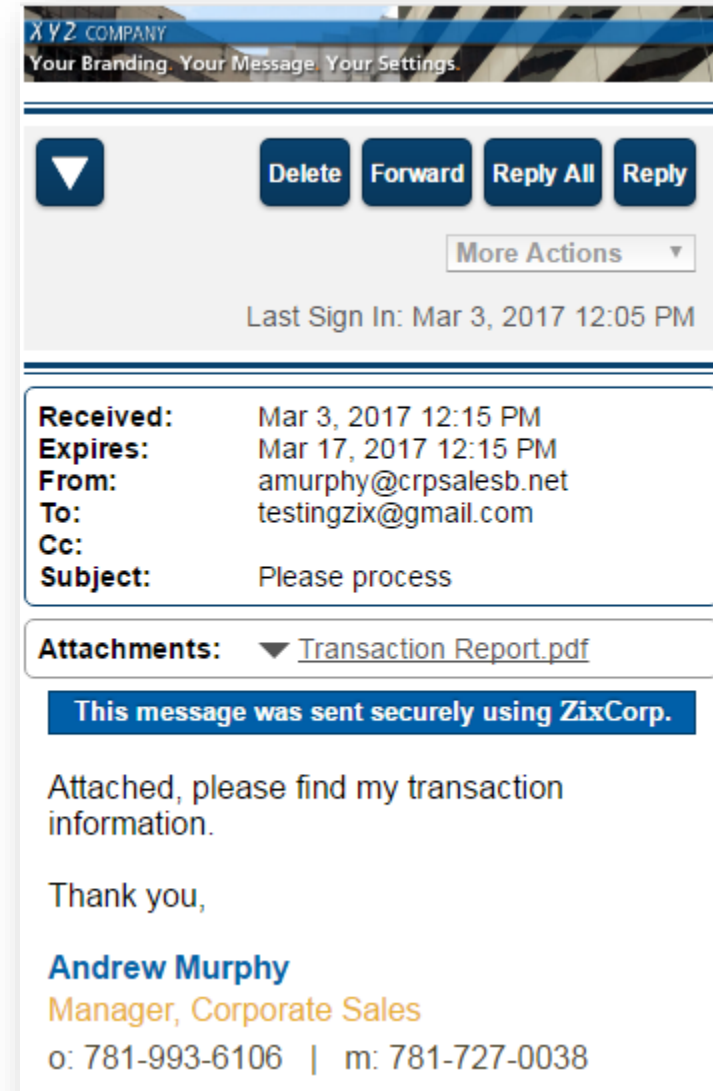 XYZ COMPANY
Your Branding. Your Message. Your Settings.
Delete Forward Reply All Reply
More Actions
Last Sign In: Mar 3, 2017 12:05 PM
Received: Mar 3, 2017 12:15 PM
Expires: Mar 17, 2017 12:15 PM
From: amurphy@crpsalesb.net
To: testingzix@gmail.com
Cc:
Subject: Please process
Attachments: Transaction Report.pdf
This message was sent securely using ZixCorp.
Attached, please find my transaction
information.
Thank you,
Andrew Murphy
Manager, Corporate Sales
o: 781-993-6106 | m: 781-727-0038